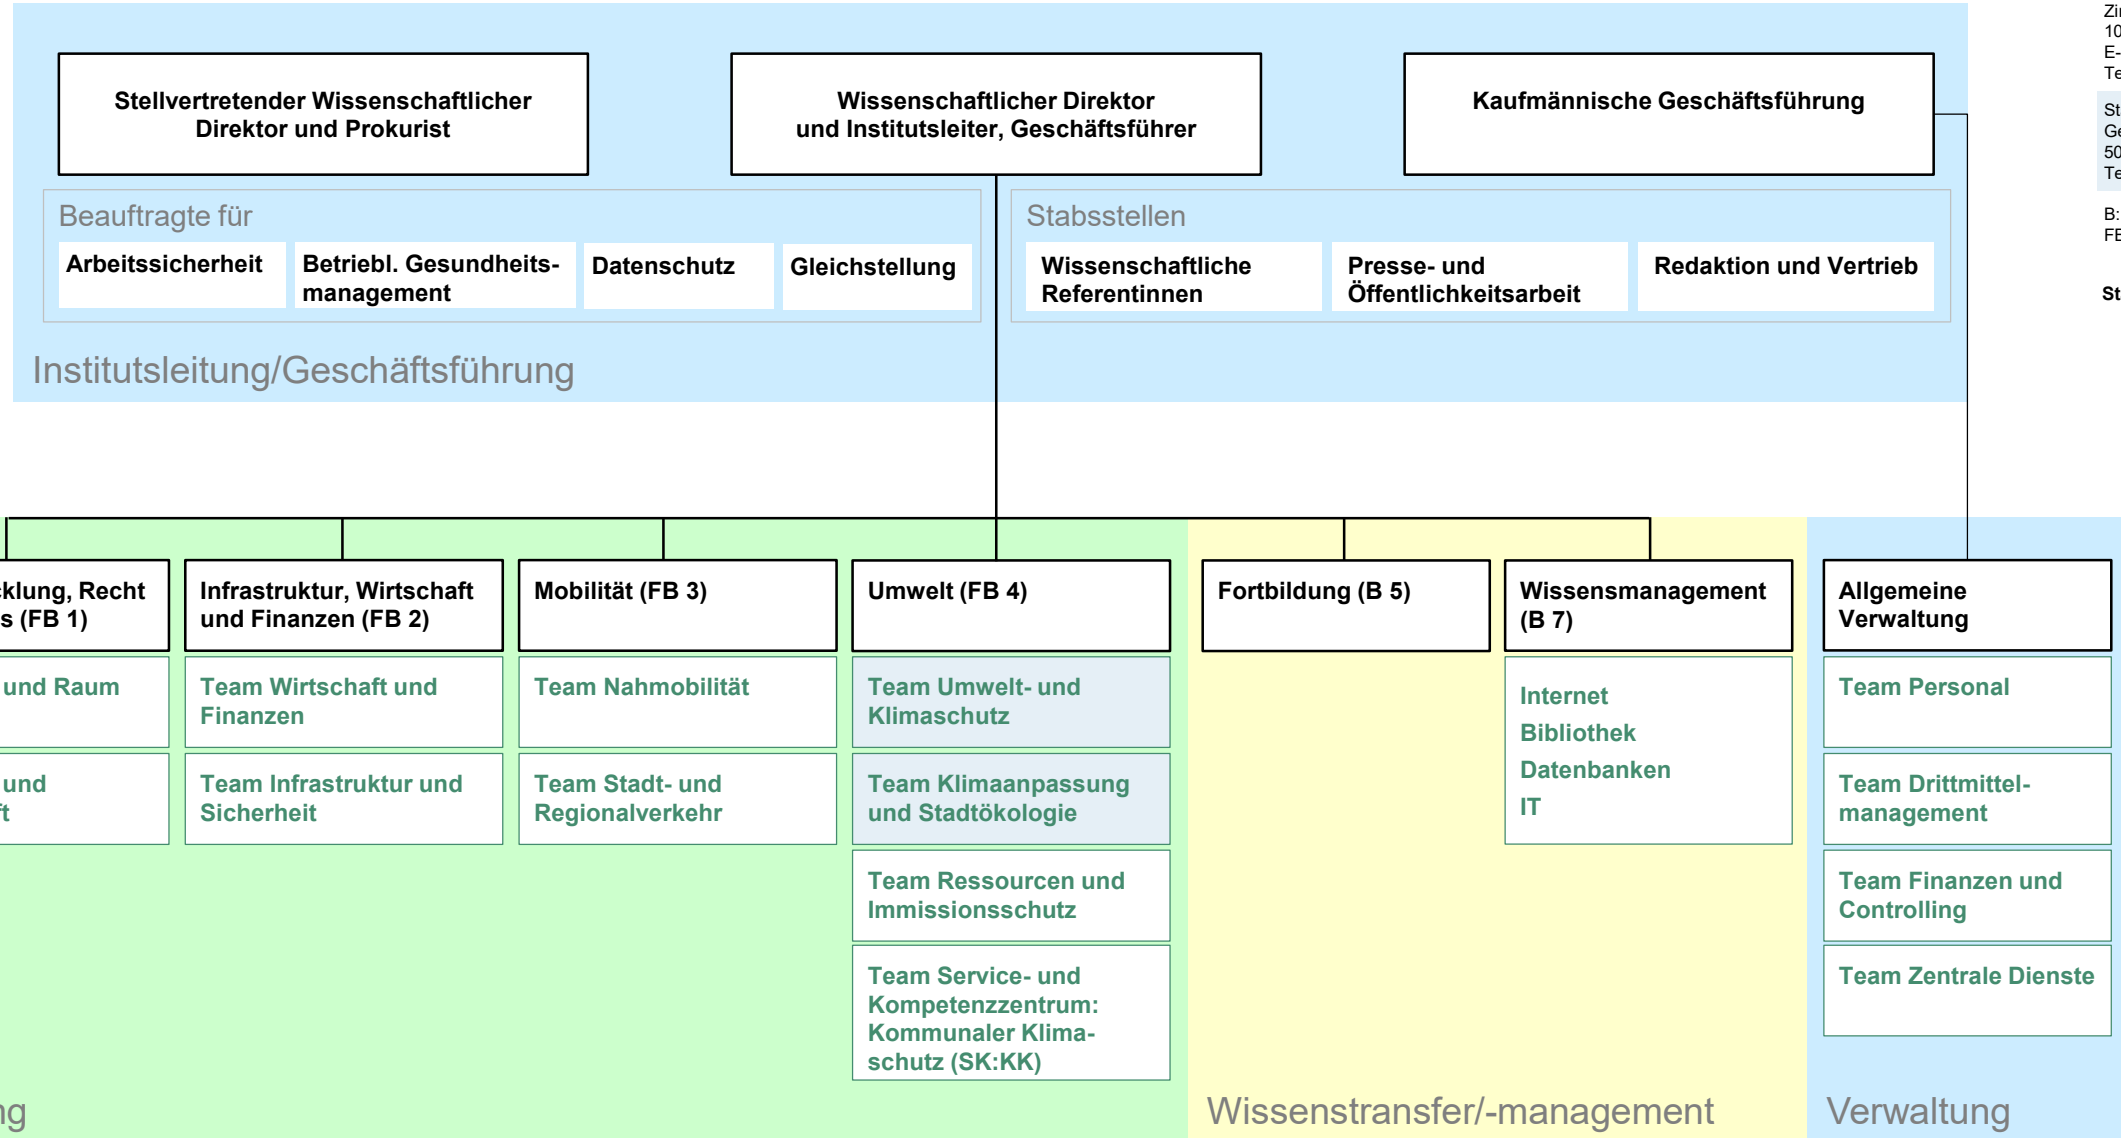 Stellvertretender Wissenschaftlicher
Direktor und Prokurist
Wissenschaftlicher Direktor
und Institutsleiter, Geschäftsführer
Kaufmännische Geschäftsführung
Beauftragte für
Arbeitssicherheit
Betriebl. Gesundheits-
management
Datenschutz
Gleichstellung
Stabsstellen
Wissenschaftliche
Referentinnen
Presse- und
Öffentlichkeitsarbeit
Redaktion und Vertrieb
Institutsleitung/Geschäftsführung
Recht
(FB 1)
und Raum
und
Infrastruktur, Wirtschaft
und Finanzen (FB 2)
Team Wirtschaft und
Finanzen
Team Infrastruktur und
Sicherheit
Mobilität (FB 3)
Team Nahmobilität
Team Stadt- und
Regionalverkehr
Umwelt (FB 4)
Team Umwelt- und
Klimaschutz
Team Klimaanpassung
und Stadtökologie
Team Ressourcen und
Immissionsschutz
Team Service- und
Kompetenzzentrum:
Kommunaler Klima-
schutz (SK:KK)
Fortbildung (B 5)
Wissensmanagement
(B 7)
Internet
Bibliothek
Datenbanken
IT
Wissenstransfer/-management
Allgemeine
Verwaltung
Team Personal
Team Drittmittel-
management
Team Finanzen und
Controlling
Team Zentrale Dienste
Verwaltung
B: